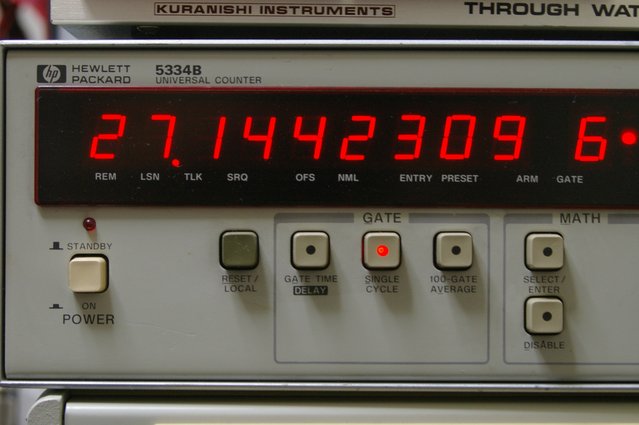 KURANISHI INSTRUMENTS
THROUGH WAT
hp HEWLETT PACKARD
5334B
UNIVERSAL COUNTER
27.1442309 6
REM LSN TLK SRQ OFS NML ENTRY PRESET ARM GATE
GATE
MATH
STANDBY
ON
POWER
RESET/
LOCAL
GATE TIME
DELAY
SINGLE
CYCLE
100-GATE
AVERAGE
SELECT/
ENTER
DISABLE